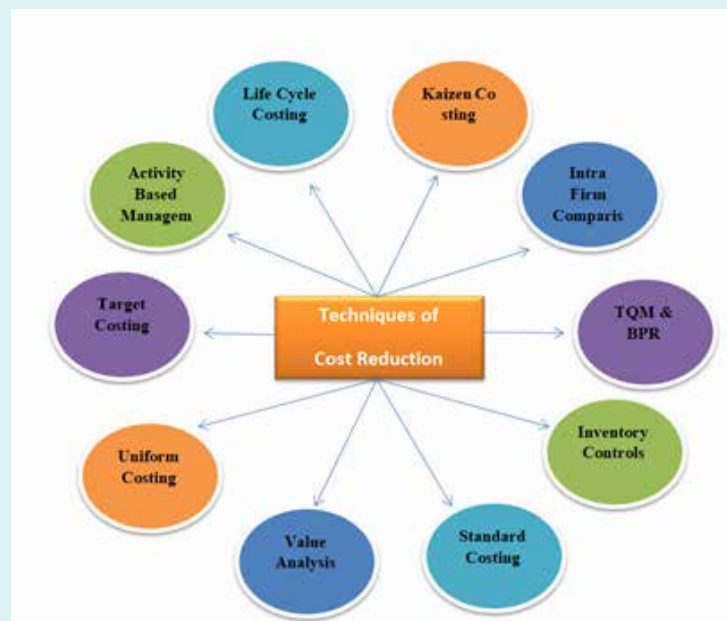 Life Cycle
Costing
Kaizen Co
sting
Activity
Based
Managem
Intra
Firm
Comparis
Target
Costing
Techniques of
Cost Reduction
TQM &
BPR
Uniform
Costing
Inventory
Controls
Value
Analysis
Standard
Costing